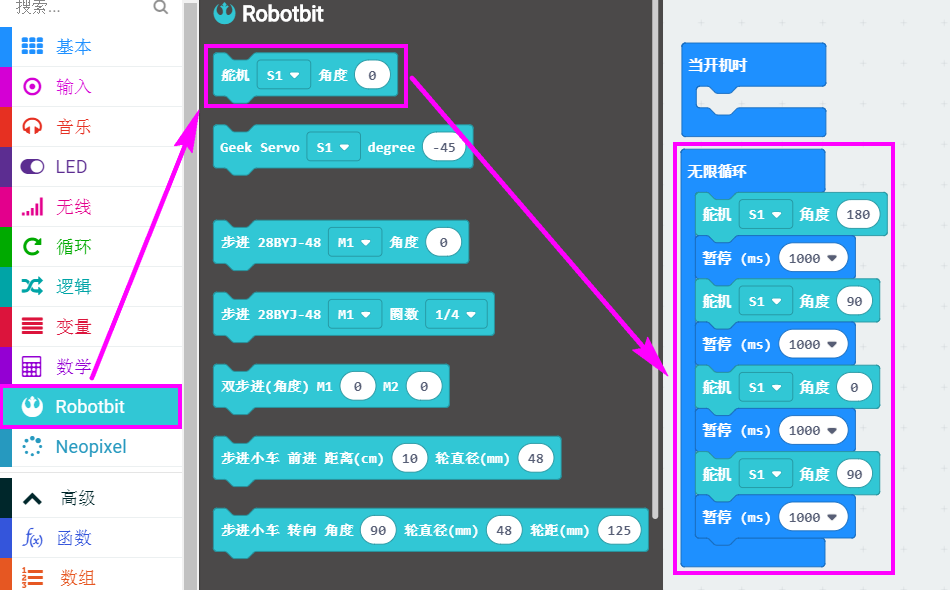 搜索...
基本
输入
音乐
LED
无线
循环
逻辑
变量
数学
Robotbit
Neopixel
高级
f(x) 函数
数组
Robotbit
舵机 S1 角度 0
Geek Servo S1 degree -45
步进 28BYJ-48 M1 角度 0
步进 28BYJ-48 M1 圈数 1/4
双步进(角度) M1 0 M2 0
步进小车 前进 距离(cm) 10 轮直径(mm) 48
步进小车 转向 角度 90 轮直径(mm) 48 轮距(mm) 125
当开机时
无限循环
舵机 S1 角度 180
暂停 (ms) 1000
舵机 S1 角度 90
暂停 (ms) 1000
舵机 S1 角度 0
暂停 (ms) 1000
舵机 S1 角度 90
暂停 (ms) 1000